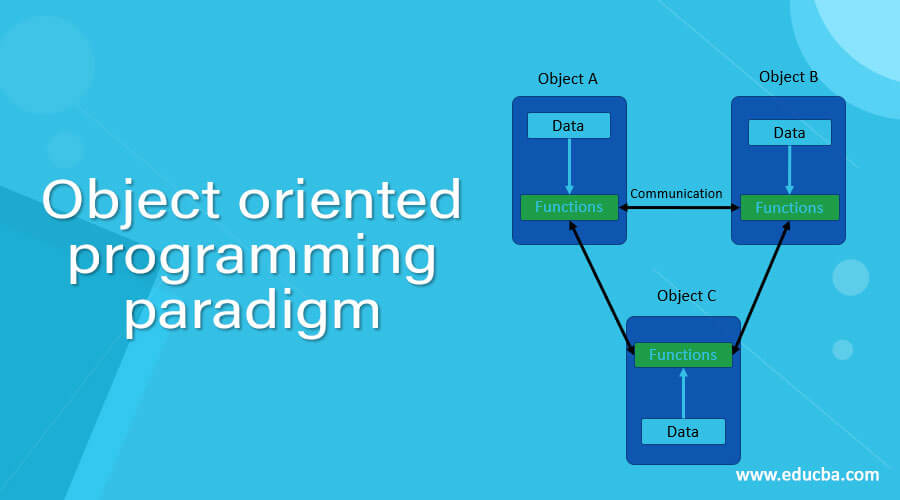 Object oriented
programming
paradigm
Object A
Data
Functions
Communication
Object B
Data
Functions
Object C
Functions
Data
www.educba.com